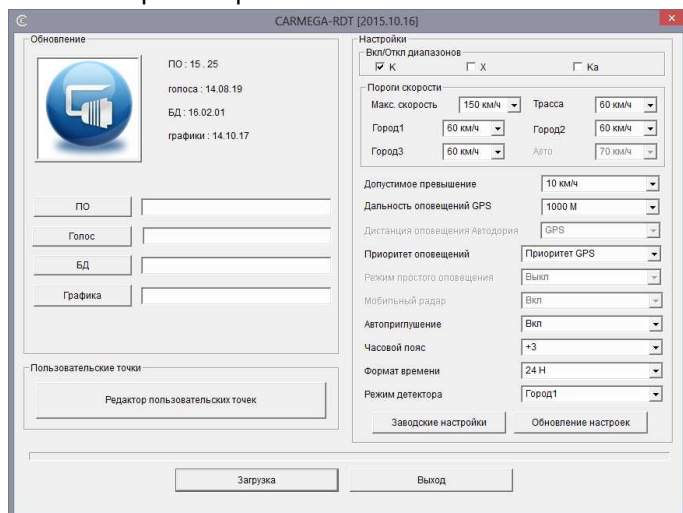 CARMEGA-RDT [2015.10.16]
Обновление
ПО : 15 . 25
голоса : 14.08.19
БД : 16.02.01
графики : 14.10.17
ПО
Голос
БД
Графика
Пользовательские точки
Редактор пользовательских точек
Настройки
Вкл/Откл диапазонов
K X Ka
Пороги скорости
Макс. скорость 150 км/ч Трасса 60 км/ч
Город1 60 км/ч Город2 60 км/ч
Город3 60 км/ч Авто 70 км/ч
Допустимое превышение 10 км/ч
Дальность оповещений GPS 1000 М
Дистанция оповещения Автодория GPS
Приоритет оповещений Приоритет GPS
Режим простого оповещения Выкл
Мобильный радар Вкл
Автоприглушение Вкл
Часовой пояс +3
Формат времени 24 H
Режим детектора Город1
Заводские настройки Обновление настроек
Загрузка Выход